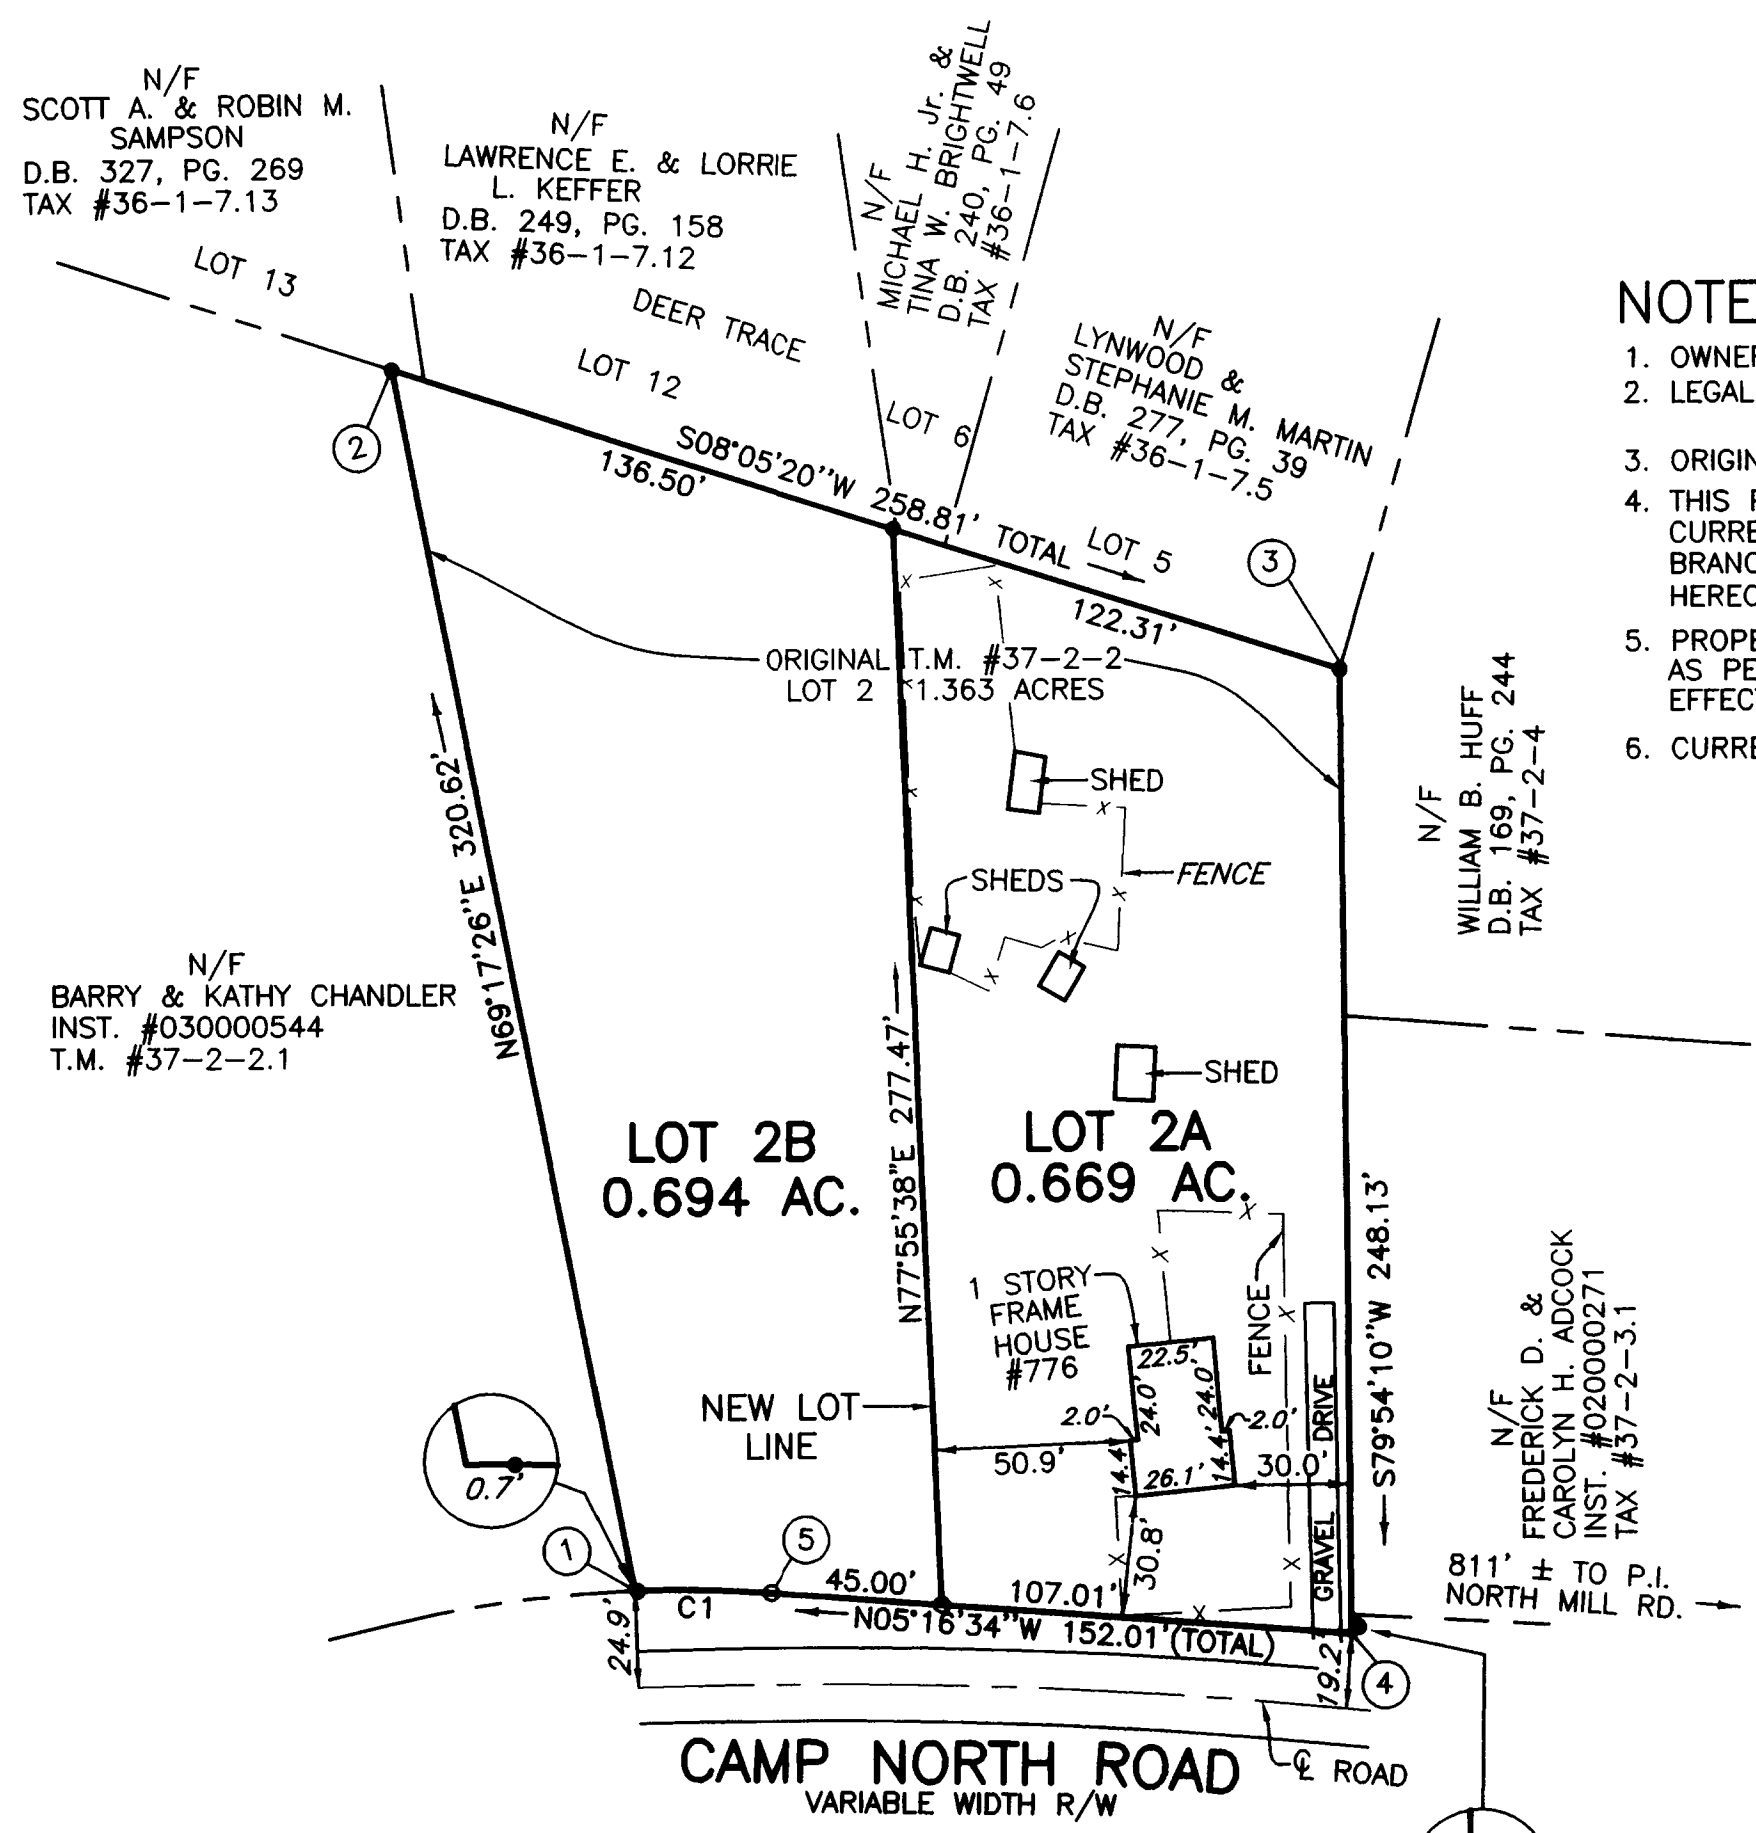 N/F
SCOTT A. & ROBIN M.
SAMPSON
D.B. 327, PG. 269
TAX #36-1-7.13
LOT 13
N/F
LAWRENCE E. & LORRIE
L. KEFFER
D.B. 249, PG. 158
TAX #36-1-7.12
DEER TRACE
LOT 12
N/F
MICHAEL H. Jr. &
TINA W. BRIGHTWELL
D.B. 240, PG. 49
TAX #36-1-7.6
LOT 6
N/F
LYNWOOD &
STEPHANIE M. MARTIN
D.B. 277, PG. 39
TAX #36-1-7.5
LOT 5
NOTE
1. OWNER
2. LEGAL
3. ORIGIN
4. THIS P
CURRE
BRANC
HEREO
5. PROPE
AS PE
EFFECT
6. CURRE
2
S08°05'20"W 258.81' TOTAL
136.50'
122.31'
3
ORIGINAL T.M. #37-2-2
LOT 2 1.363 ACRES
N/F
WILLIAM B. HUFF
D.B. 169, PG. 244
TAX #37-2-4
N69°17'26"E 320.62'
SHED
X
X
X
X
X
X
SHEDS
FENCE
X
X
X
X
N/F
BARRY & KATHY CHANDLER
INST. #030000544
T.M. #37-2-2.1
N77°55'38"E 277.47'
SHED
LOT 2B
0.694 AC.
LOT 2A
0.669 AC.
S79°54'10"W 248.13'
X
X
X
FENCE
1 STORY
FRAME
HOUSE
#776
22.5'
24.0'
24.0'
2.0'
2.0'
14.4'
14.4'
26.1'
50.9'
30.0'
30.8'
GRAVEL - DRIVE
X
X
X
NEW LOT
LINE
N/F
FREDERICK D. &
CAROLYN H. ADCOCK
INST. #020000271
TAX #37-2-3.1
0.7'
1
5
C1
45.00'
107.01'
N05°16'34"W 152.01'(TOTAL)
811' ± TO P.I.
NORTH MILL RD.
24.9'
19.2'
4
CAMP NORTH ROAD
VARIABLE WIDTH R/W
℄ ROAD